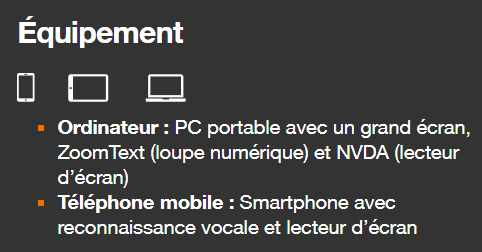 Équipement
Ordinateur : PC portable avec un grand écran,
ZoomText (loupe numérique) et NVDA (lecteur
d’écran)
Téléphone mobile : Smartphone avec
reconnaissance vocale et lecteur d’écran